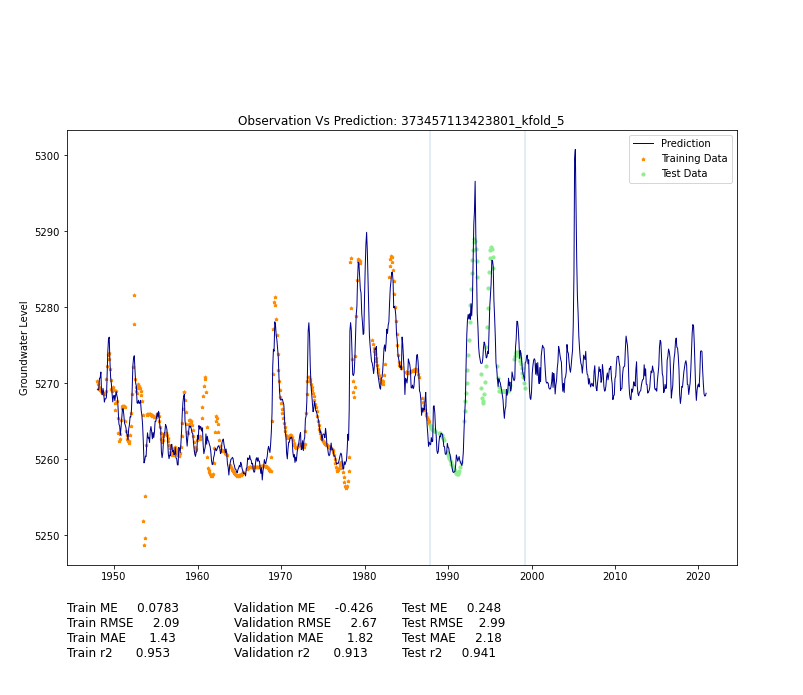 Observation Vs Prediction: 373457113423801_kfold_5
Prediction
Training Data
Test Data
Groundwater Level
5300
5290
5280
5270
5260
5250
1950 1960 1970 1980 1990 2000 2010 2020
Train ME 0.0783 Validation ME -0.426 Test ME 0.248
Train RMSE 2.09 Validation RMSE 2.67 Test RMSE 2.99
Train MAE 1.43 Validation MAE 1.82 Test MAE 2.18
Train r2 0.953 Validation r2 0.913 Test r2 0.941